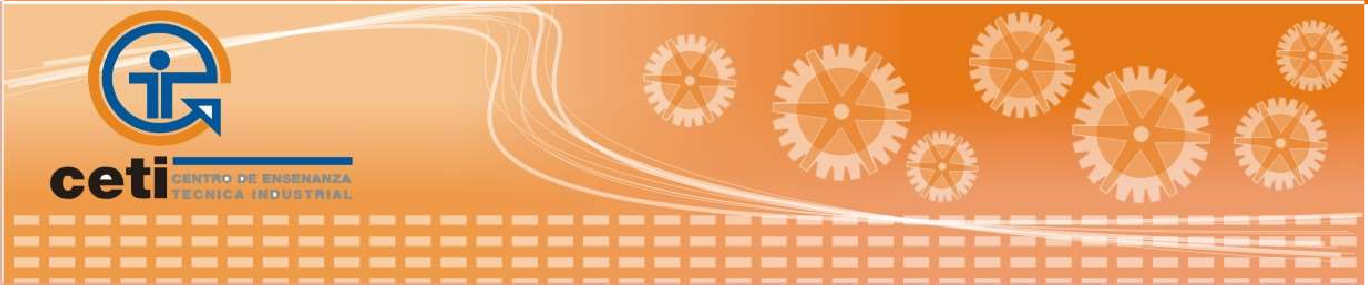 ceti
CENTRO DE ENSENANZA
TECNICA INDUSTRIAL